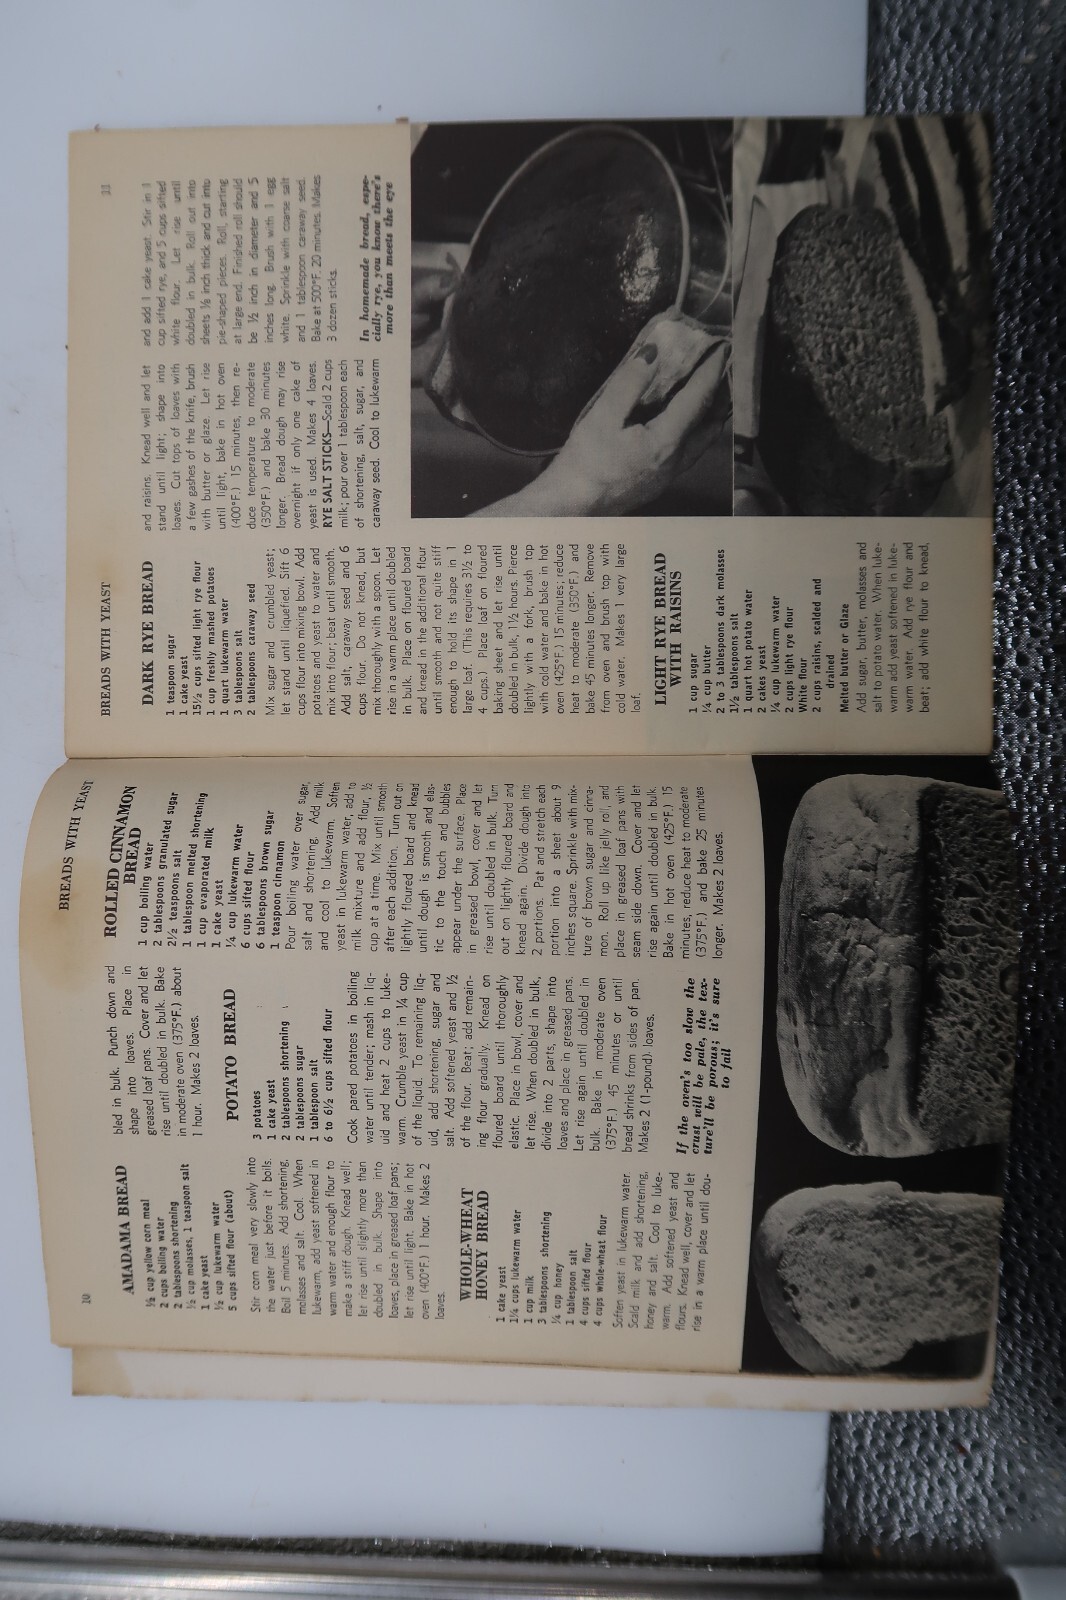 10
BREADS WITH YEAST
AMADAMA BREAD
½ cup yellow corn meal
2 cups boiling water
2 tablespoons shortening
½ cup molasses, 1 teaspoon salt
1 cake yeast
½ cup lukewarm water
5 cups sifted flour (about)
Stir corn meal very slowly into
the water just before it boils.
Boil 5 minutes. Add shortening,
molasses and salt. Cool. When
lukewarm, add yeast softened in
warm water and enough flour to
make a stiff dough. Knead well;
let rise until slightly more than
doubled in bulk. Shape into
loaves, place in greased loaf pans;
let rise until light. Bake in hot
oven (400°F.) 1 hour. Makes 2
loaves.
WHOLE-WHEAT
HONEY BREAD
1 cake yeast
1¼ cups lukewarm water
1 cup milk
3 tablespoons shortening
¼ cup honey
1 tablespoon salt
4 cups sifted flour
4 cups whole-wheat flour
Soften yeast in lukewarm water.
Scald milk and add shortening,
honey and salt. Cool to luke-
warm. Add softened yeast and
flours. Knead well, cover and let
rise in a warm place until dou-
bled in bulk. Punch down and
shape into loaves. Place in
greased loaf pans. Cover and let
rise until doubled in bulk. Bake
in moderate oven (375°F.) about
1 hour. Makes 2 loaves.
POTATO BREAD
3 potatoes
1 cake yeast
2 tablespoons shortening
2 tablespoons sugar
1 tablespoon salt
6 to 6½ cups sifted flour
Cook pared potatoes in boiling
water until tender; mash in liq-
uid and heat 2 cups to luke-
warm. Crumble yeast in ¼ cup
of the liquid. To remaining liq-
uid, add shortening, sugar and
salt. Add softened yeast and ½
of the flour. Beat; add remain-
ing flour gradually. Knead on
floured board until thoroughly
elastic. Place in bowl, cover and
let rise. When doubled in bulk,
divide into 2 parts, shape into
loaves and place in greased pans.
Let rise again until doubled in
bulk. Bake in moderate oven
(375°F.) 45 minutes or until
bread shrinks from sides of pan.
Makes 2 (1-pound) loaves.
If the oven's too slow the
crust will be pale, the tex-
ture'll be porous; it's sure
to fail
ROLLED CINNAMON
BREAD
1 cup boiling water
2 tablespoons granulated sugar
2½ teaspoons salt
1 tablespoon melted shortening
1 cup evaporated milk
1 cake yeast
¼ cup lukewarm water
6 cups sifted flour
6 tablespoons brown sugar
1 teaspoon cinnamon
Pour boiling water over sugar,
salt and shortening. Add milk
and cool to lukewarm. Soften
yeast in lukewarm water, add to
milk mixture and add flour, ½
cup at a time. Mix until smooth
after each addition. Turn out on
lightly floured board and knead
until dough is smooth and elas-
tic to the touch and bubbles
appear under the surface. Place
in greased bowl, cover and let
rise until doubled in bulk. Turn
out on lightly floured board and
knead again. Divide dough into
2 portions. Pat and stretch each
portion into a sheet about 9
inches square. Sprinkle with mix-
ture of brown sugar and cinna-
mon. Roll up like jelly roll, and
place in greased loaf pans with
seam side down. Cover and let
rise again until doubled in bulk.
Bake in hot oven (425°F.) 15
minutes, reduce heat to moderate
(375°F.) and bake 25 minutes
longer. Makes 2 loaves.
BREADS WITH YEAST
11
DARK RYE BREAD
1 teaspoon sugar
1 cake yeast
15½ cups sifted light rye flour
1 cup freshly mashed potatoes
1 quart lukewarm water
3 tablespoons salt
2 tablespoons caraway seed
Mix sugar and crumbled yeast;
let stand until liquefied. Sift 6
cups flour into mixing bowl. Add
potatoes and yeast to water and
mix into flour; beat until smooth.
Add salt, caraway seed and 6
cups flour. Do not knead, but
mix thoroughly with a spoon. Let
rise in a warm place until doubled
in bulk. Place on floured board
and knead in the additional flour
until smooth and not quite stiff
enough to hold its shape in 1
large loaf. (This requires 3½ to
4 cups.) Place loaf on floured
baking sheet and let rise until
doubled in bulk, 1½ hours. Pierce
lightly with a fork, brush top
with cold water and bake in hot
oven (425°F.) 15 minutes; reduce
heat to moderate (350°F.) and
bake 45 minutes longer. Remove
from oven and brush top with
cold water. Makes 1 very large
loaf.
LIGHT RYE BREAD
WITH RAISINS
1 cup sugar
¼ cup butter
2 to 3 tablespoons dark molasses
1½ tablespoons salt
1 quart hot potato water
2 cakes yeast
¼ cup lukewarm water
2 cups light rye flour
White flour
2 cups raisins, scalded and
drained
Melted butter or Glaze
Add sugar, butter, molasses and
salt to potato water. When luke-
warm add yeast softened in luke-
warm water. Add rye flour and
beat; add white flour to knead,
and raisins. Knead well and let
stand until light; shape into
loaves. Cut tops of loaves with
a few gashes of the knife, brush
with butter or glaze. Let rise
until light, bake in hot oven
(400°F.) 15 minutes, then re-
duce temperature to moderate
(350°F.) and bake 30 minutes
longer. Bread dough may rise
overnight if only one cake of
yeast is used. Makes 4 loaves.
RYE SALT STICKS—Scald 2 cups
milk; pour over 1 tablespoon each
of shortening, salt, sugar, and
caraway seed. Cool to lukewarm
and add 1 cake yeast. Stir in 1
cup sifted rye, and 5 cups sifted
white flour. Let rise until
doubled in bulk. Roll out into
sheets ⅛ inch thick and cut into
pie-shaped pieces. Roll, starting
at large end. Finished roll should
be ½ inch in diameter and 5
inches long. Brush with 1 egg
white. Sprinkle with coarse salt
and 1 tablespoon caraway seed.
Bake at 500°F. 20 minutes. Makes
3 dozen sticks.
In homemade bread, espe-
cially rye, you know there's
more than meets the eye